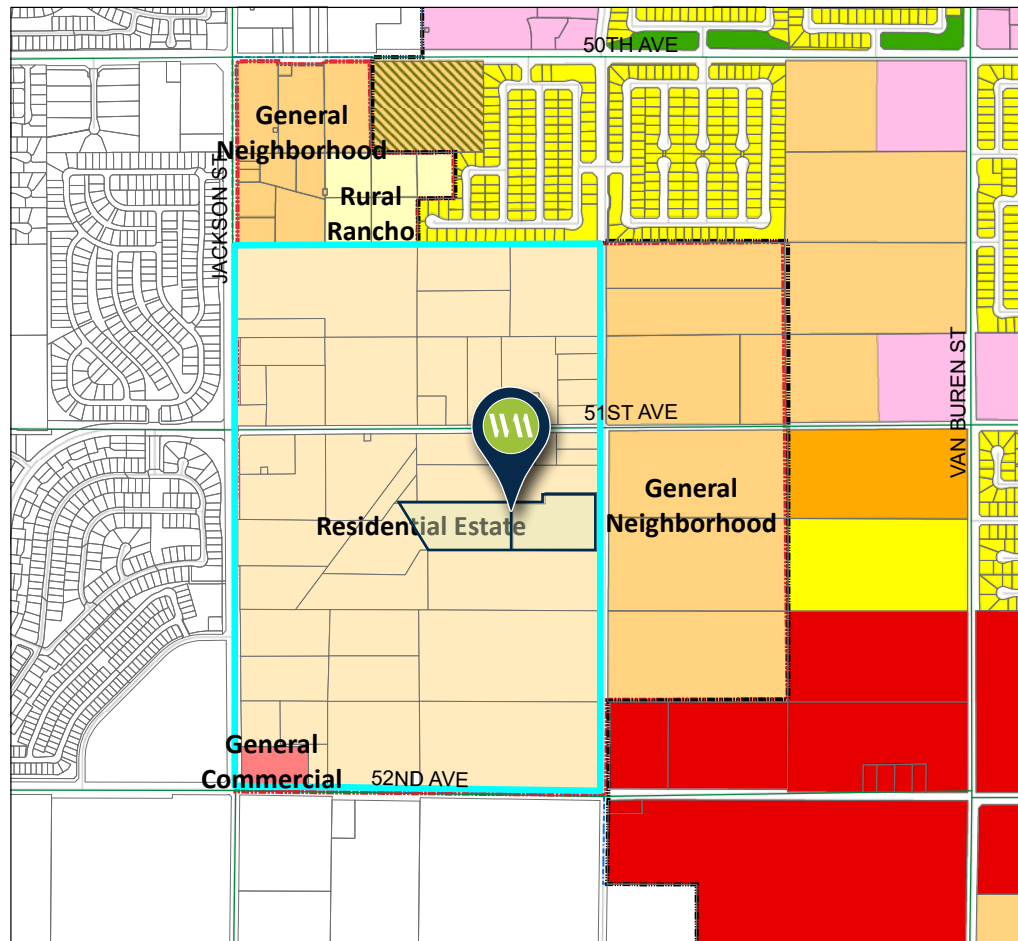 50TH AVE
General
Neighborhood
JACKSON ST
Rural
Rancho
51ST AVE
VAN BUREN ST
General
Neighborhood
Residential Estate
General
Commercial
52ND AVE